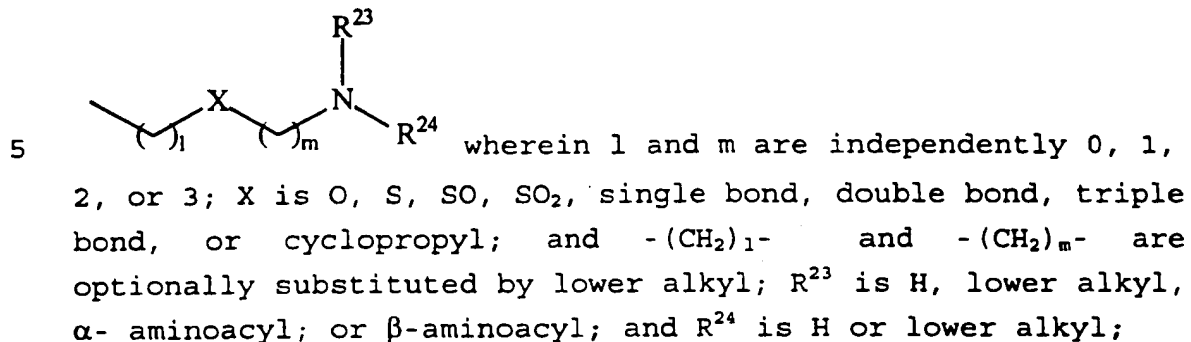 R²³
X N
( )l ( )m R²⁴
5 wherein l and m are independently 0, 1,
2, or 3; X is O, S, SO, SO₂, single bond, double bond, triple
bond, or cyclopropyl; and -(CH₂)₁- and -(CH₂)ₘ- are
optionally substituted by lower alkyl; R²³ is H, lower alkyl,
α- aminoacyl; or β-aminoacyl; and R²⁴ is H or lower alkyl;